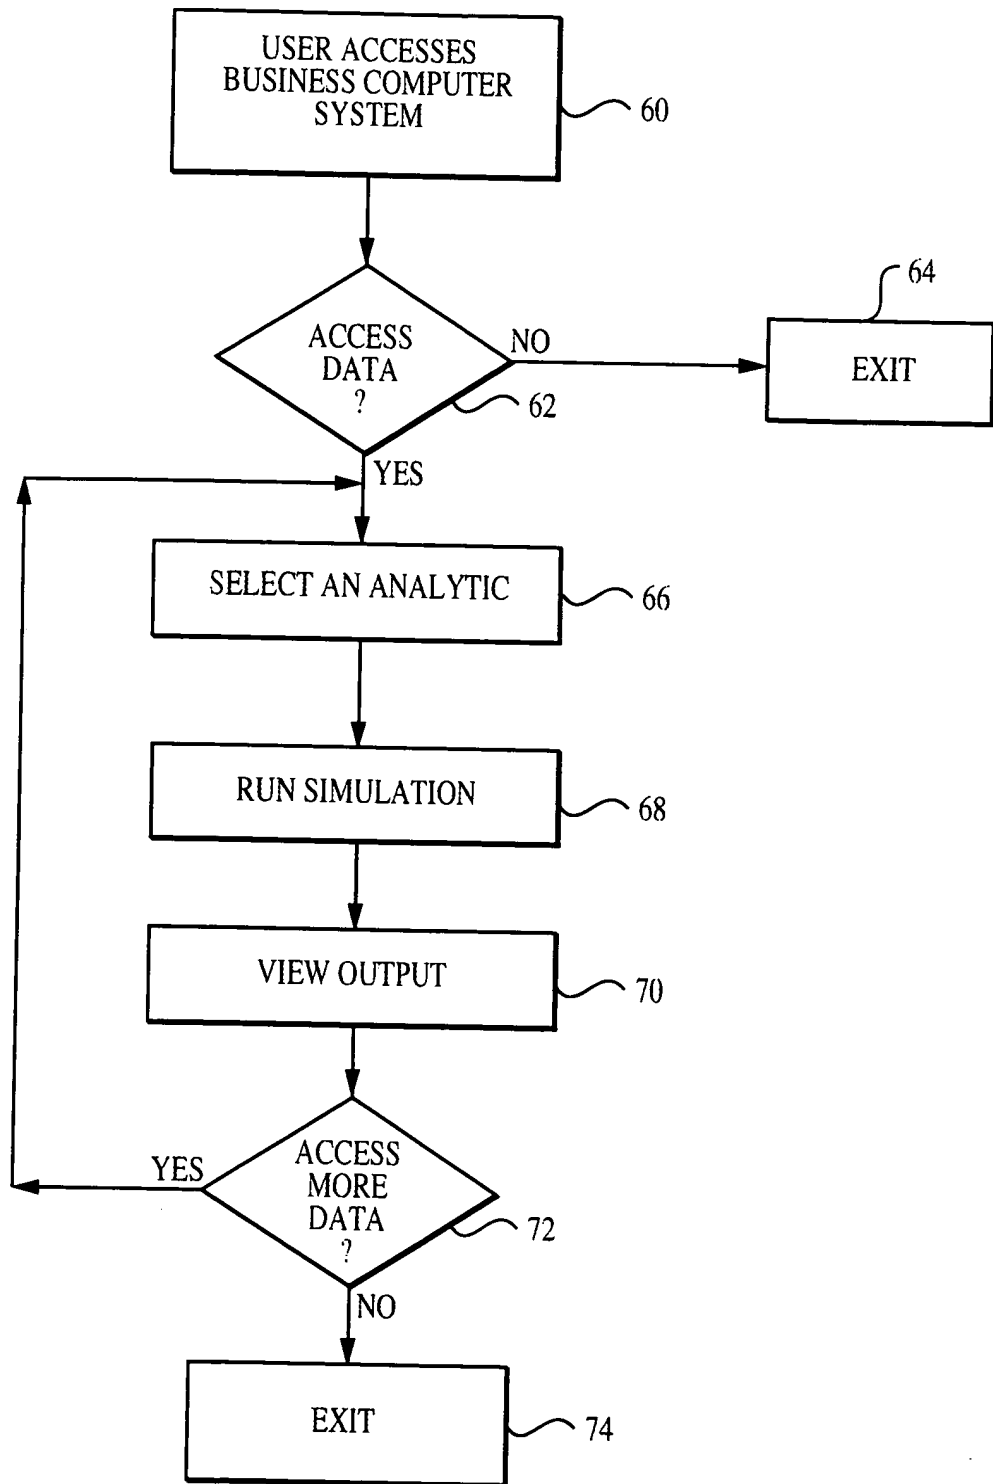 USER ACCESSES
BUSINESS COMPUTER
SYSTEM
60
64
ACCESS
DATA
?
NO
EXIT
62
YES
SELECT AN ANALYTIC
66
RUN SIMULATION
68
VIEW OUTPUT
70
ACCESS
MORE
DATA
?
YES
72
NO
EXIT
74